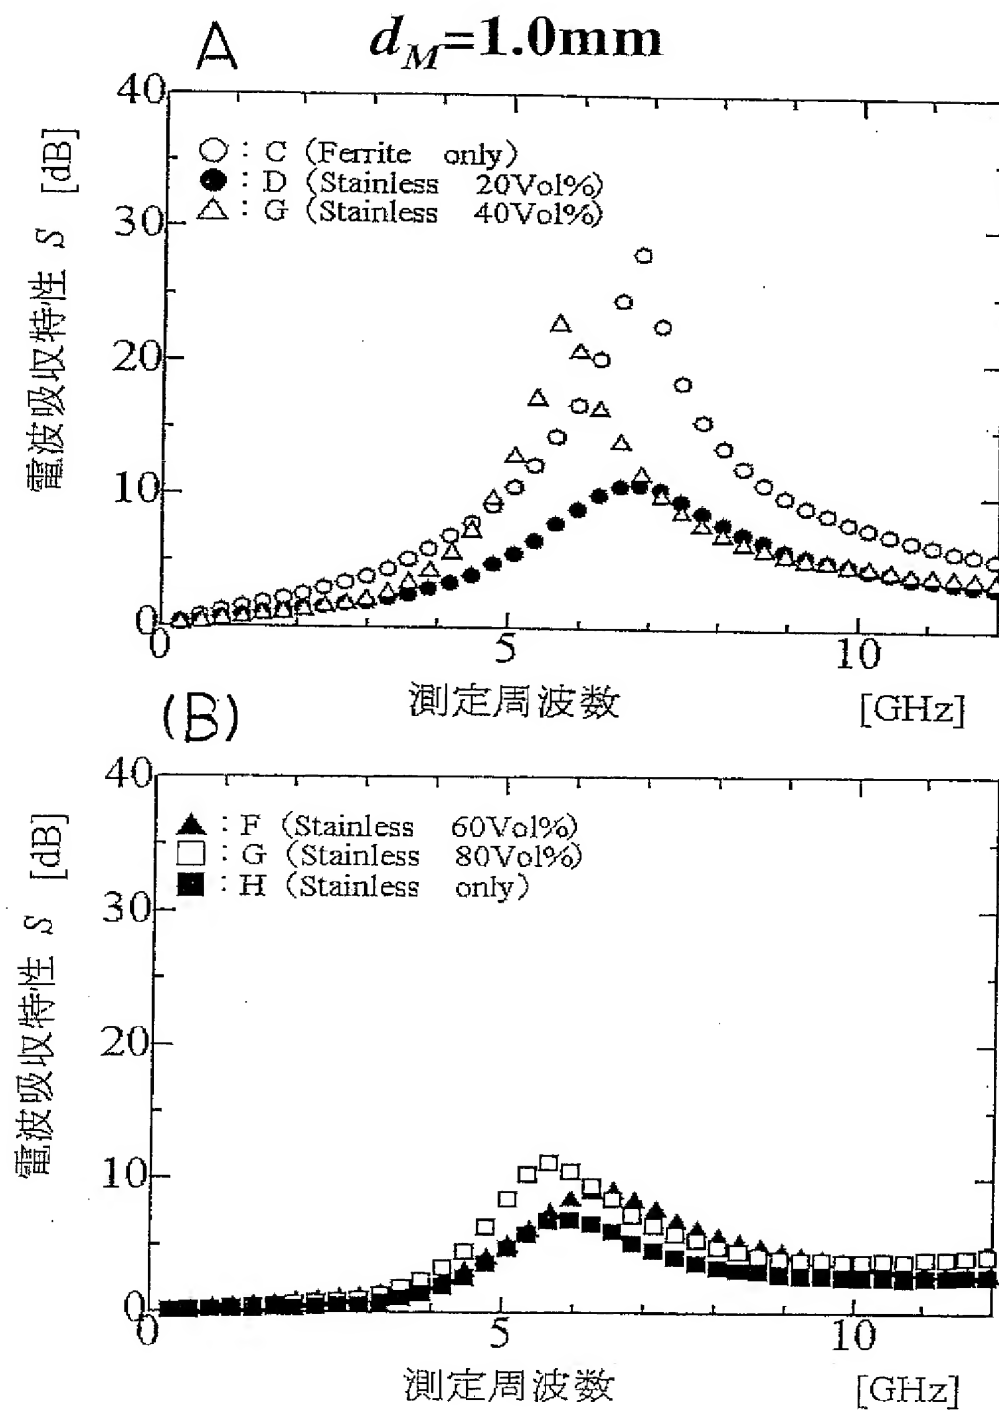 A
d_M=1.0mm
40
30
20
10
0
電波吸収特性 S [dB]
○ : C (Ferrite only)
● : D (Stainless 20Vol%)
△ : G (Stainless 40Vol%)
0 5 10
測定周波数 [GHz]
(B)
40
30
20
10
0
電波吸収特性 S [dB]
▲ : F (Stainless 60Vol%)
□ : G (Stainless 80Vol%)
■ : H (Stainless only)
0 5 10
測定周波数 [GHz]